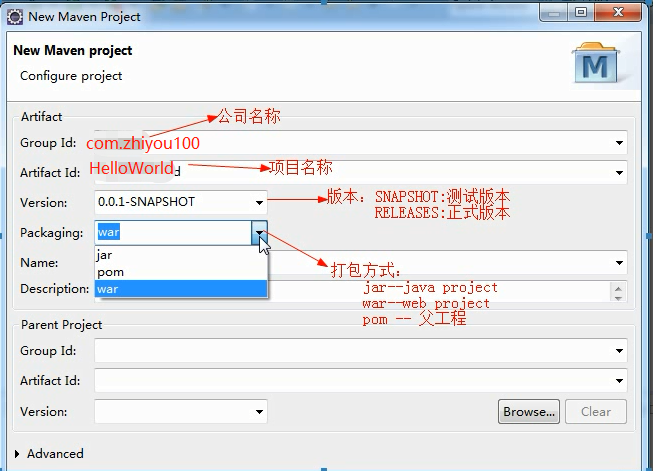 New Maven Project
New Maven project
Configure project
M
Artifact
公司名称
Group Id:
com.zhiyou100
Artifact Id:
HelloWorld
d
项目名称
Version:
0.0.1-SNAPSHOT
版本：SNAPSHOT:测试版本
RELEASES:正式版本
Packaging:
war
jar
Name:
pom
打包方式：
Description:
war
jar--java project
war--web project
pom -- 父工程
Parent Project
Group Id:
Artifact Id:
Version:
Browse...
Clear
Advanced